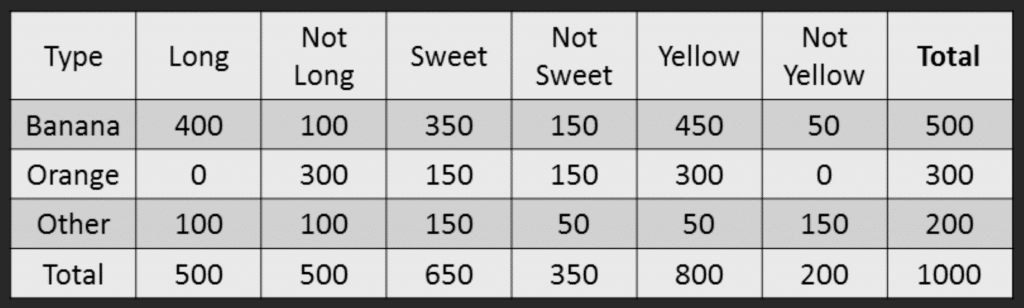 Type Long Not Long Sweet Not Sweet Yellow Not Yellow Total
Banana 400 100 350 150 450 50 500
Orange 0 300 150 150 300 0 300
Other 100 100 150 50 50 150 200
Total 500 500 650 350 800 200 1000